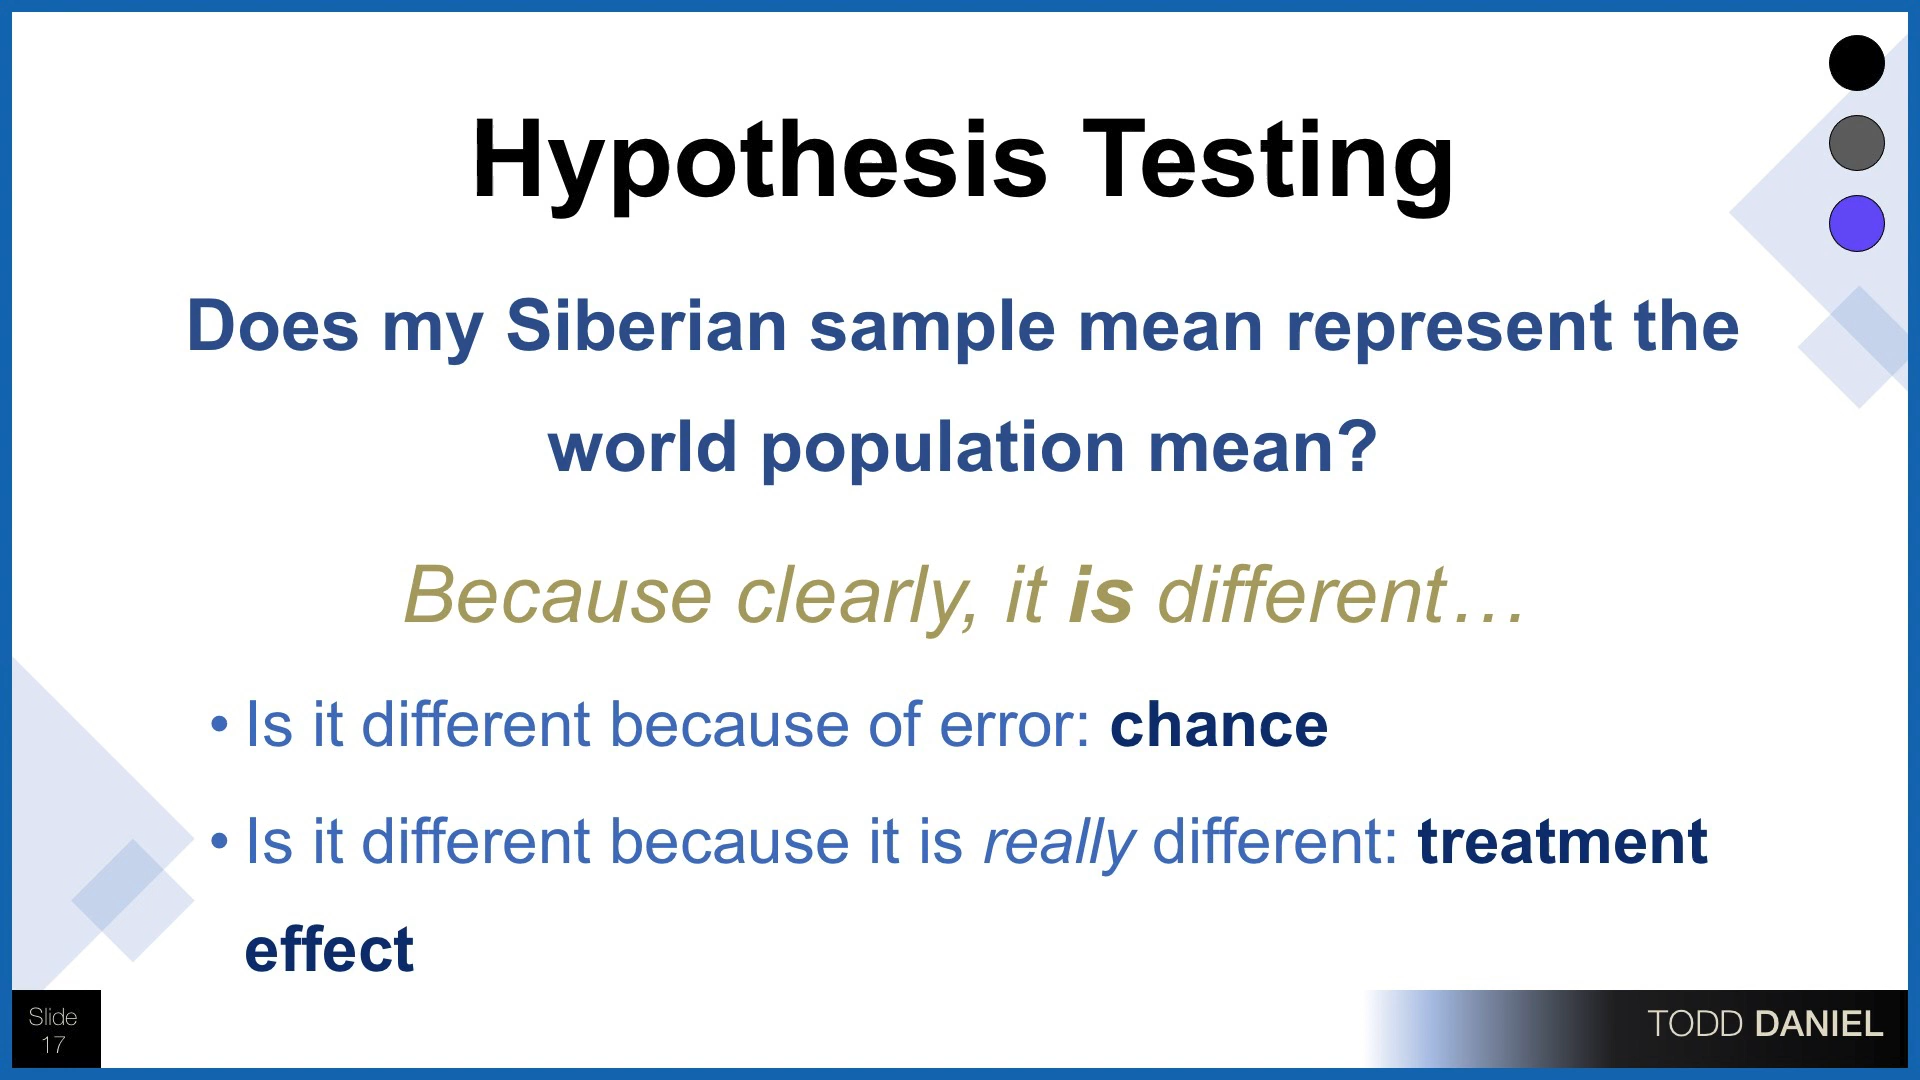 Hypothesis Testing
Does my Siberian sample mean represent the
world population mean?
Because clearly, it is different…
• Is it different because of error: chance
• Is it different because it is really different: treatment
effect
Slide
17
TODD DANIEL